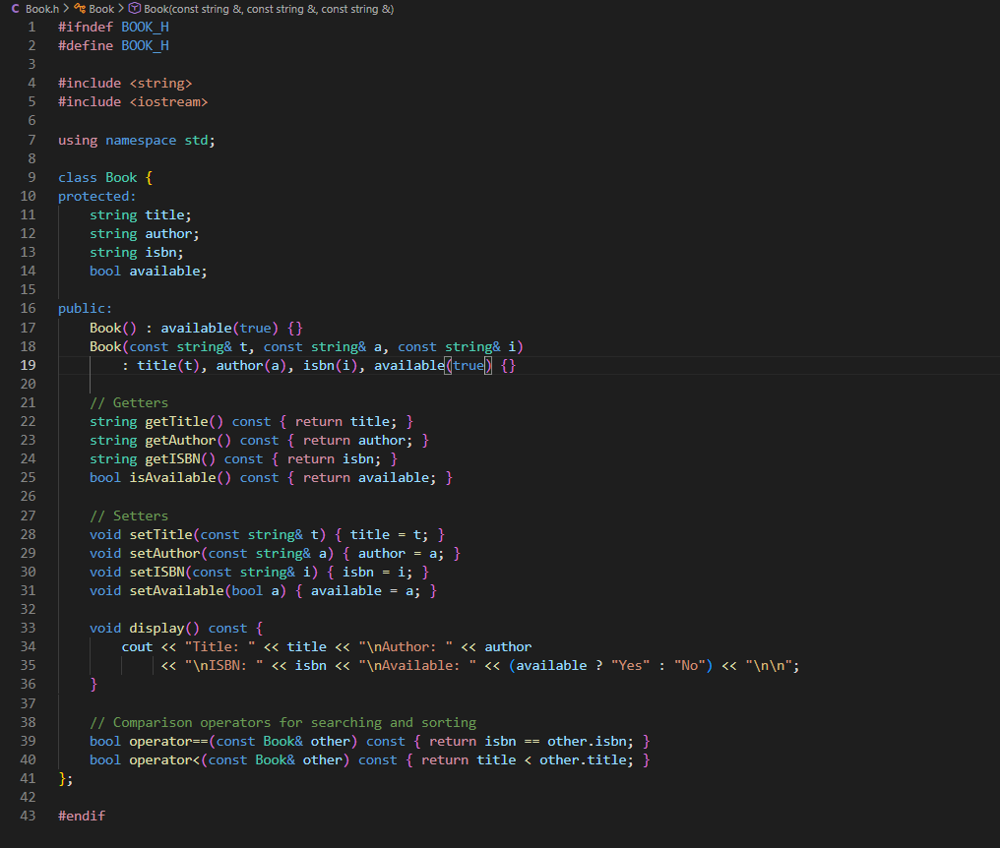 C Book.h > Book > Book(const string &, const string &, const string &)
1 #ifndef BOOK_H
2 #define BOOK_H
3
4 #include <string>
5 #include <iostream>
6
7 using namespace std;
8
9 class Book {
10 protected:
11     string title;
12     string author;
13     string isbn;
14     bool available;
15
16 public:
17     Book() : available(true) {}
18     Book(const string& t, const string& a, const string& i)
19         : title(t), author(a), isbn(i), available(true) {}
20
21     // Getters
22     string getTitle() const { return title; }
23     string getAuthor() const { return author; }
24     string getISBN() const { return isbn; }
25     bool isAvailable() const { return available; }
26
27     // Setters
28     void setTitle(const string& t) { title = t; }
29     void setAuthor(const string& a) { author = a; }
30     void setISBN(const string& i) { isbn = i; }
31     void setAvailable(bool a) { available = a; }
32
33     void display() const {
34         cout << "Title: " << title << "\nAuthor: " << author
35              << "\nISBN: " << isbn << "\nAvailable: " << (available ? "Yes" : "No") << "\n\n";
36     }
37
38     // Comparison operators for searching and sorting
39     bool operator==(const Book& other) const { return isbn == other.isbn; }
40     bool operator<(const Book& other) const { return title < other.title; }
41 };
42
43 #endif